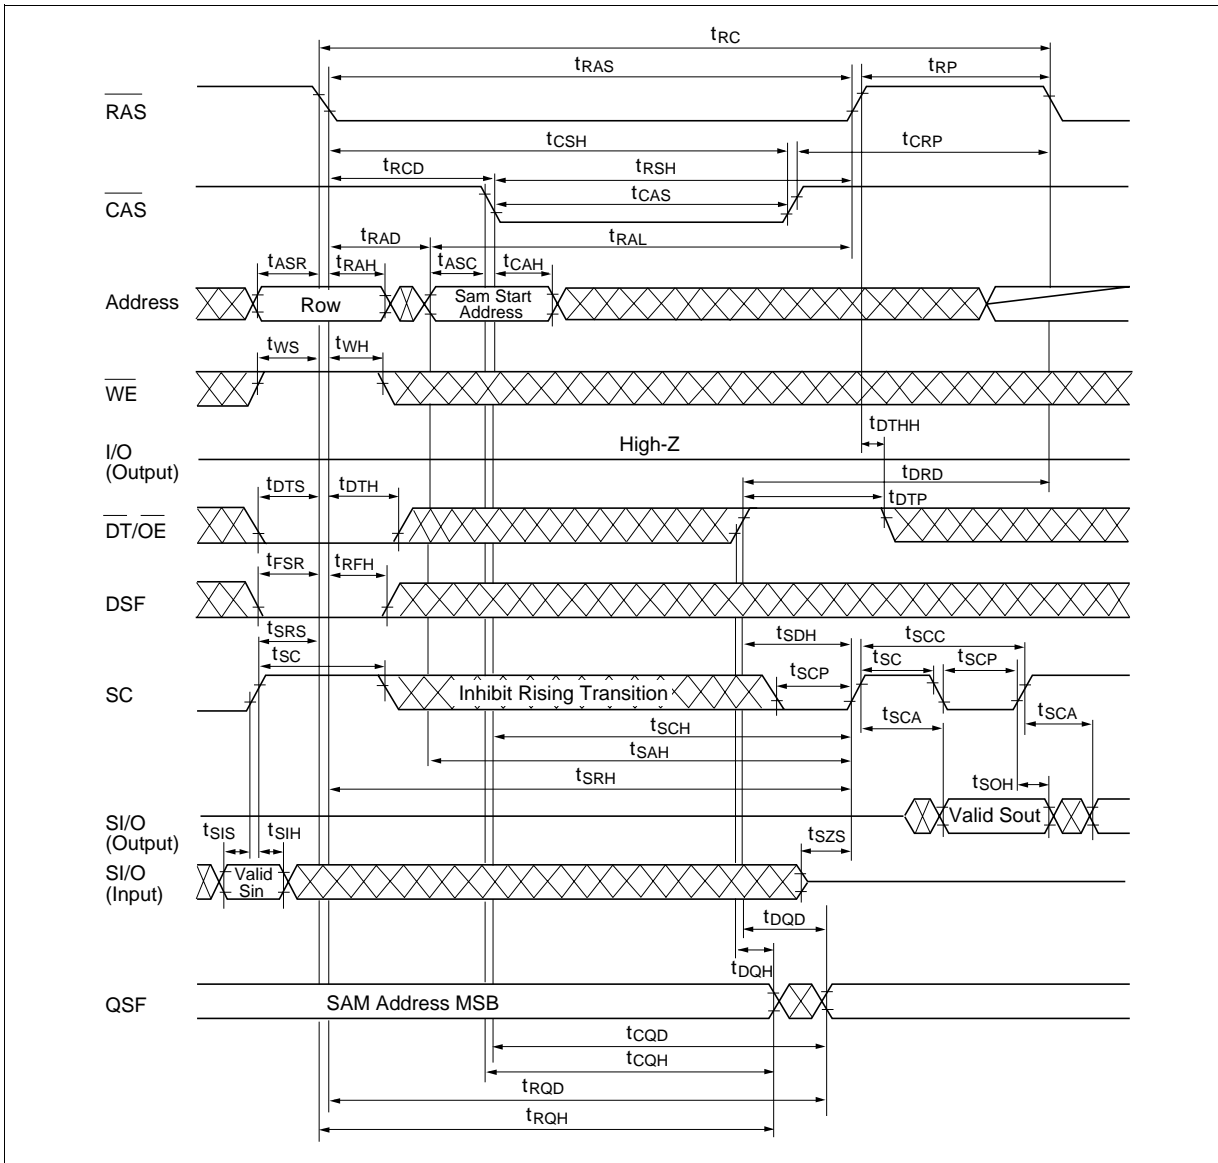 tRC
tRAS
tRP
RAS
tCSH
tCRP
tRCD
tRSH
CAS
tCAS
tRAD
tRAL
tASR
tRAH
tASC
tCAH
Address
Row
Sam Start
Address
tWS
tWH
WE
tDTHH
I/O
(Output)
High-Z
tDRD
tDTS
tDTH
tDTP
DT/OE
tFSR
tRFH
DSF
tSRS
tSDH
tSCC
tSC
tSCP
tSC
tSCP
SC
Inhibit Rising Transition
tSCA
tSCA
tSCH
tSAH
tSRH
tSOH
SI/O
(Output)
Valid Sout
tSIS
tSIH
tSZS
SI/O
(Input)
Valid
Sin
tDQD
tDQH
QSF
SAM Address MSB
tCQD
tCQH
tRQD
tRQH